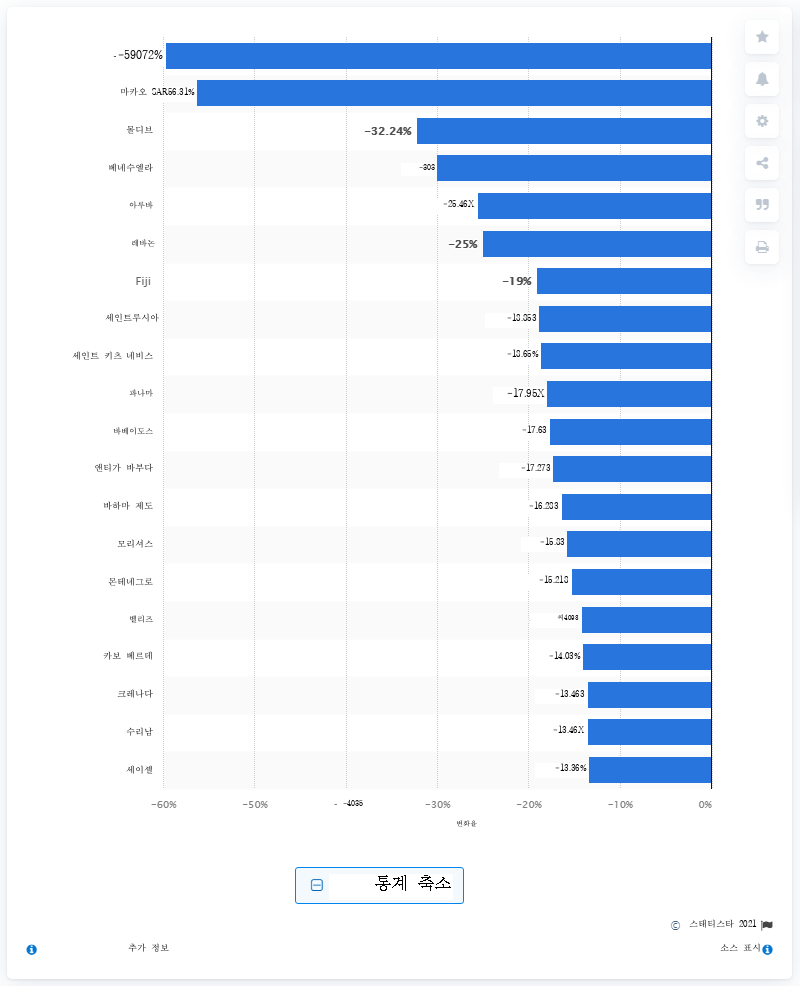 -59072%
마카오 SAR56.31%
몰디브 -32.24%
베네수엘라 -303
아루바 -25.46X
레바논 -25%
Fiji -19%
세인트루시아 -18.853
세인트 키츠 네비스 -18.65%
파나마 -17.95X
바베이도스 -17.63
앤티가 바부다 -17.273
바하마 제도 -16.203
모리셔스 -15.83
몬테네그로 -15.213
벨리즈
카보 베르데 -14.03%
그레나다 -13.463
수리남 -13.46X
세이셸 -13.36%
-60% -50% - -4035 -30% -20% -10% 0%
변화율
통계 축소
© 스태티스타 2021
추가 정보 소스 표시